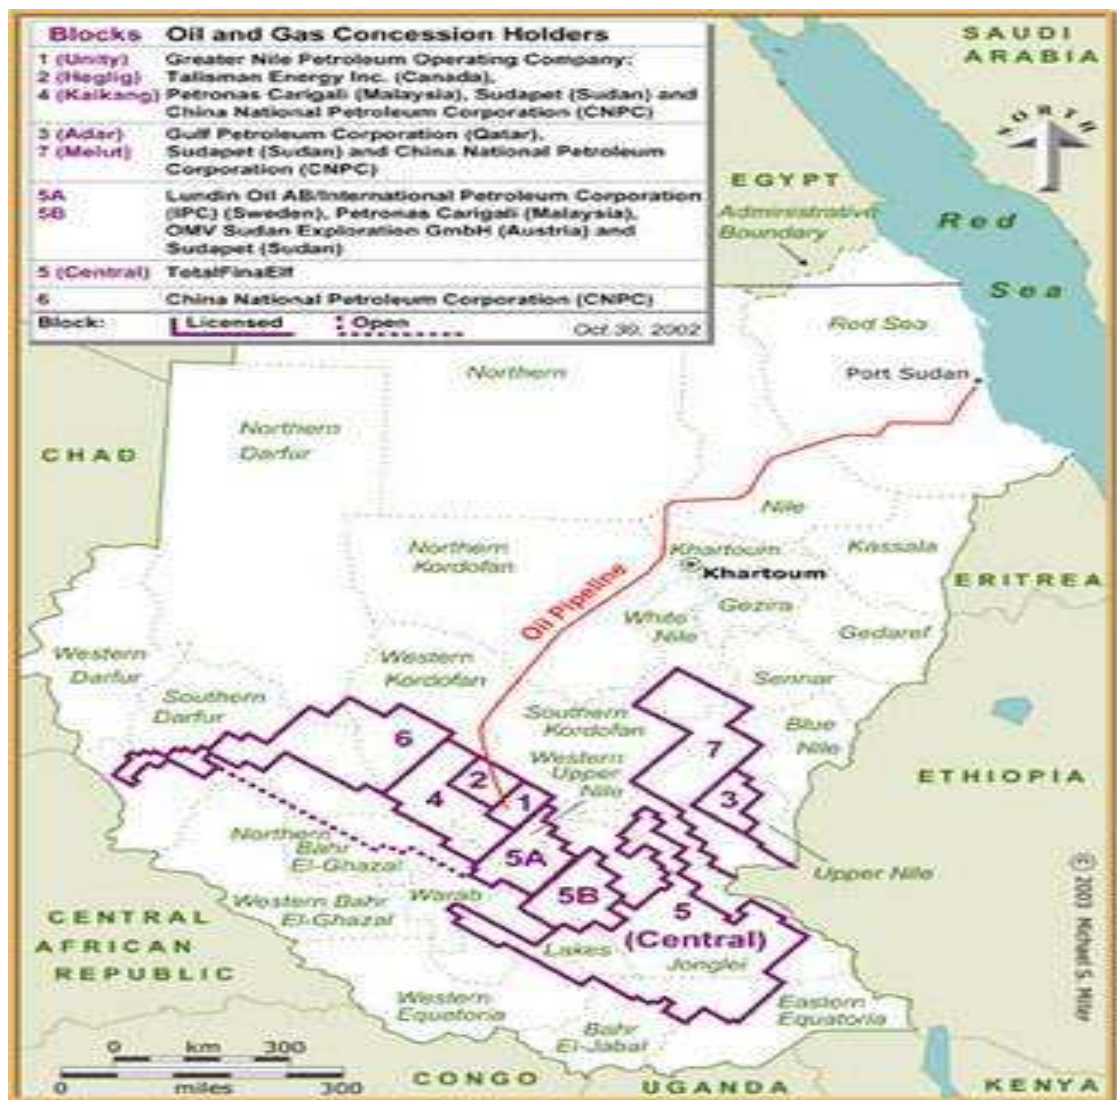 Blocks Oil and Gas Concession Holders
1 (Unity) Greater Nile Petroleum Operating Company:
2 (Heglig) Talisman Energy Inc. (Canada),
4 (Kaikang) Petronas Carigali (Malaysia), Sudapet (Sudan) and
China National Petroleum Corporation (CNPC)
3 (Adar) Gulf Petroleum Corporation (Qatar),
7 (Melut) Sudapet (Sudan) and China National Petroleum
Corporation (CNPC)
5A Lundin Oil AB/International Petroleum Corporation
5B (IPC) (Sweden), Petronas Carigali (Malaysia),
OMV Sudan Exploration GmbH (Austria) and
Sudapet (Sudan)
5 (Central) TotalFinaElf
6 China National Petroleum Corporation (CNPC)
Block: Licensed Open Oct 30, 2002
SAUDI
ARABIA
NORTH
EGYPT
Administrative
Boundary
Red
Sea
Red Sea
Port Sudan
Northern
Northern
Darfur
CHAD
Nile
Northern
Kordofan
Khartoum
Khartoum
Kassala
ERITREA
Oil Pipeline
Gezira
White
Nile
Gedaref
Western
Darfur
Western
Kordofan
Sennar
Southern
Darfur
Southern
Kordofan
Blue
Nile
6
7
Western
Upper
Nile
2
ETHIOPIA
4
1
3
Northern
Bahr
El-Ghazal
5A
Upper Nile
Warab
5B
Western Bahr
El-Ghazal
5
(Central)
CENTRAL
AFRICAN
REPUBLIC
Lakes
Jonglei
Western
Equatoria
Eastern
Equatoria
Bahr
El-Jabal
0 km 300
0 miles 300
CONGO
UGANDA
KENYA
© 2003 Michael S. Miller